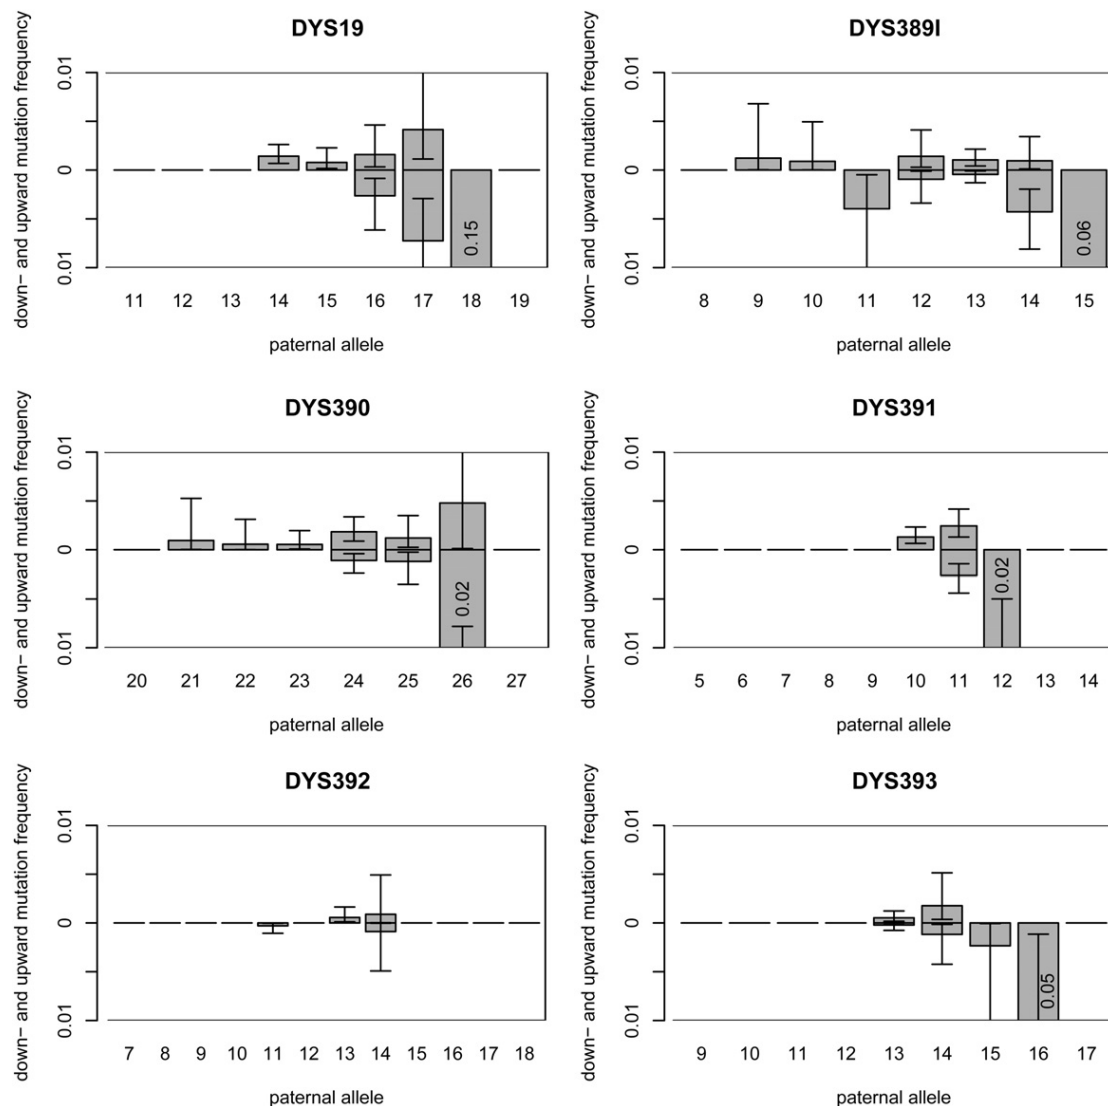 DYS19
down− and upward mutation frequency
0.01
0
0.01
0.15
11 12 13 14 15 16 17 18 19
paternal allele
DYS389I
down− and upward mutation frequency
0.01
0
0.01
0.06
8 9 10 11 12 13 14 15
paternal allele
DYS390
down− and upward mutation frequency
0.01
0
0.01
0.02
20 21 22 23 24 25 26 27
paternal allele
DYS391
down− and upward mutation frequency
0.01
0
0.01
0.02
5 6 7 8 9 10 11 12 13 14
paternal allele
DYS392
down− and upward mutation frequency
0.01
0
0.01
7 8 9 10 11 12 13 14 15 16 17 18
paternal allele
DYS393
down− and upward mutation frequency
0.01
0
0.01
0.05
9 10 11 12 13 14 15 16 17
paternal allele